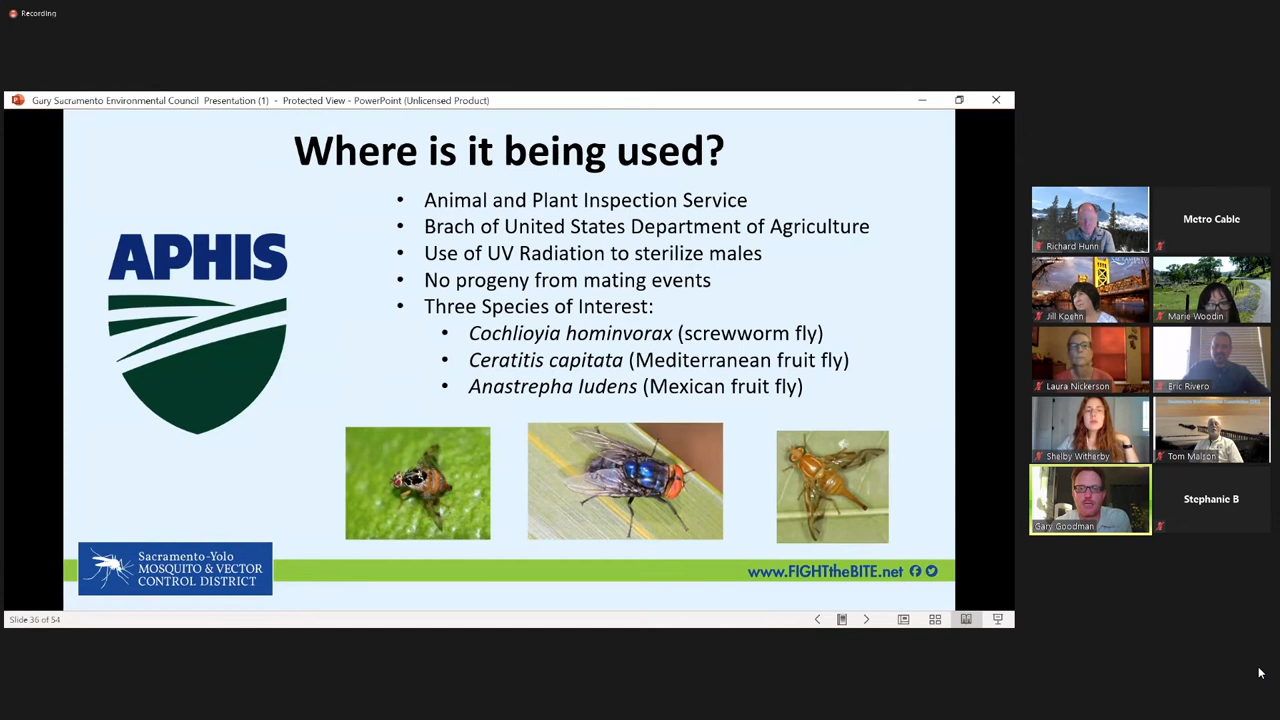 Recording
Gary Sacramento Environmental Council Presentation (1) - Protected View - PowerPoint (Unlicensed Product)
Where is it being used?
APHIS
• Animal and Plant Inspection Service
• Brach of United States Department of Agriculture
• Use of UV Radiation to sterilize males
• No progeny from mating events
• Three Species of Interest:
• Cochlioyia hominvorax (screwworm fly)
• Ceratitis capitata (Mediterranean fruit fly)
• Anastrepha ludens (Mexican fruit fly)
Sacramento-Yolo
MOSQUITO & VECTOR
CONTROL DISTRICT
www.FIGHTtheBITE.net
Slide 36 of 54
Richard Hunn
Metro Cable
Jill Koehn
Marie Woodin
Laura Nickerson
Eric Rivero
Shelby Witherby
Tom Malson
Gary Goodman
Stephanie B